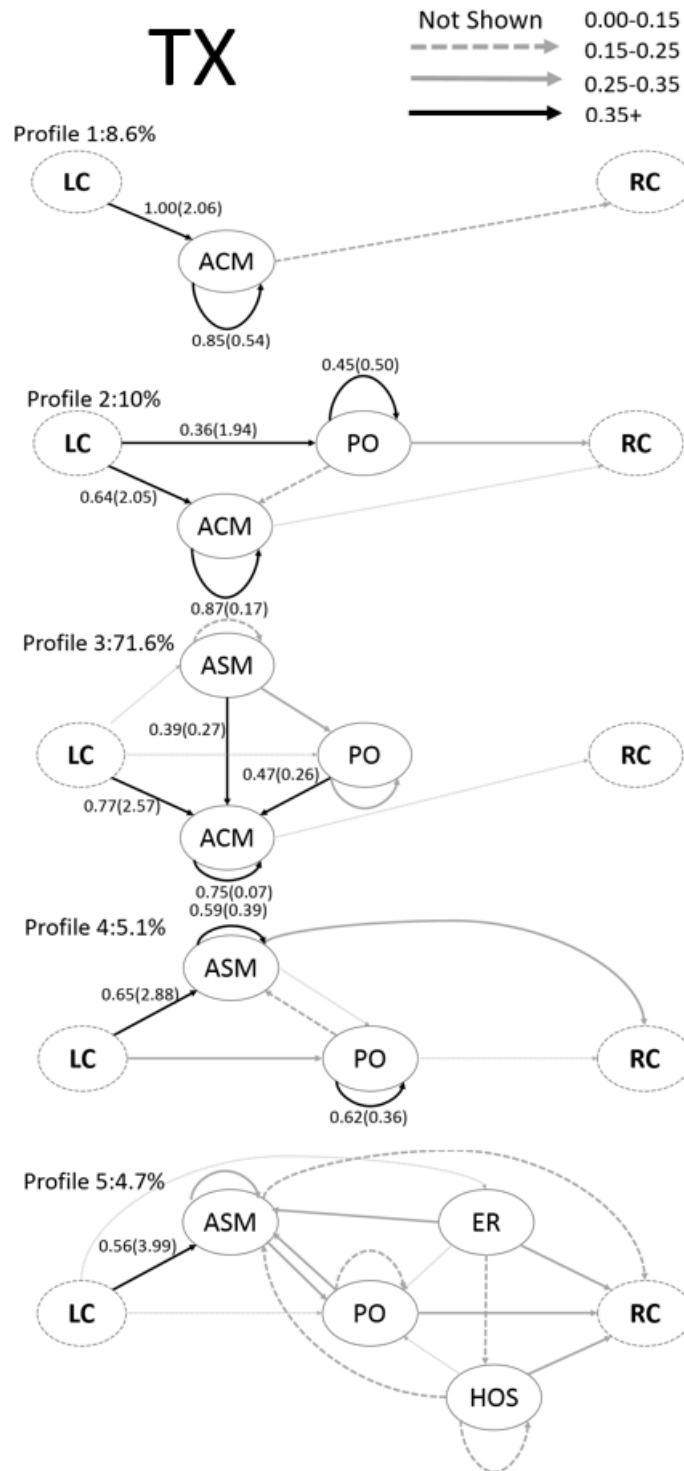 TX
Not Shown 0.00-0.15
0.15-0.25
0.25-0.35
0.35+
Profile 1:8.6%
LC
RC
1.00(2.06)
ACM
0.85(0.54)
0.45(0.50)
Profile 2:10%
LC
0.36(1.94)
PO
RC
0.64(2.05)
ACM
0.87(0.17)
Profile 3:71.6%
ASM
0.39(0.27)
LC
PO
RC
0.47(0.26)
0.77(2.57)
ACM
0.75(0.07)
0.59(0.39)
Profile 4:5.1%
ASM
0.65(2.88)
LC
PO
RC
0.62(0.36)
Profile 5:4.7%
ASM
ER
0.56(3.99)
LC
PO
RC
HOS